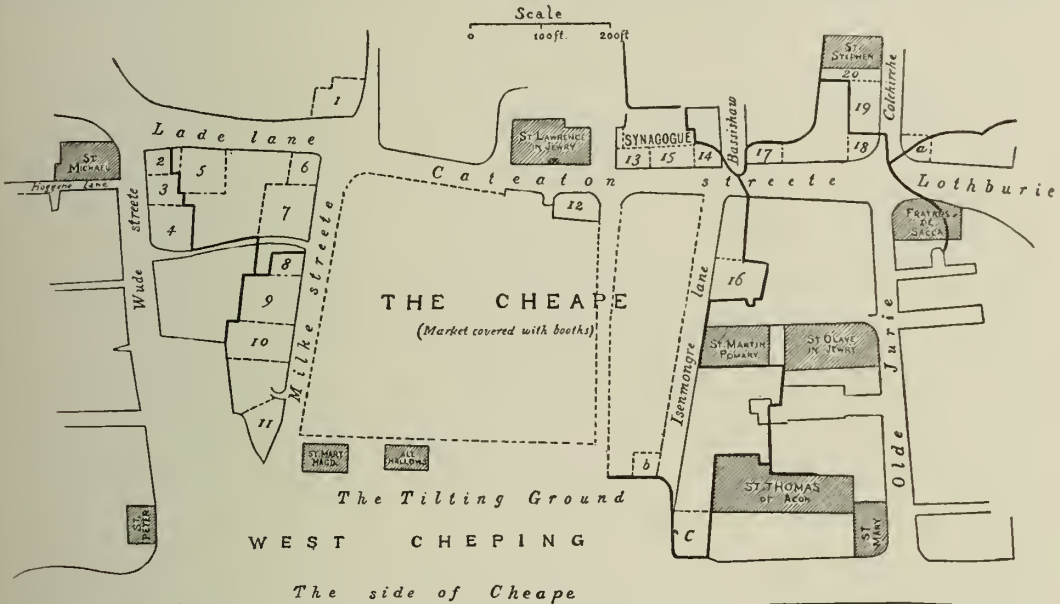 Scale
0 100ft. 200ft
1
ST. STEPHEN
20
19
Colchirche
Lade lane
ST LAWRENCE IN JEWRY
SYNAGOGUE
Bassishaw
13 15 14 17 18 a
ST MICHAEL
Hoggene lane
2 5 6
3
4
7
Cateaton streete
Lothburie
12
FRATRES DE SACCA
Wude streete
Milke streete
8
9
10
11
THE CHEAPE
(Market covered with booths)
Isenmongre lane
16
ST. MARTIN POMARY
ST OLAVE IN JEWRY
Olde Jurie
b
ST. MARY MAGD.
ALL HALLOWS
ST. THOMAS OF ACON
The Tilting Ground
ST. PETER
C
ST MARY
WEST CHEPING
The side of Cheape